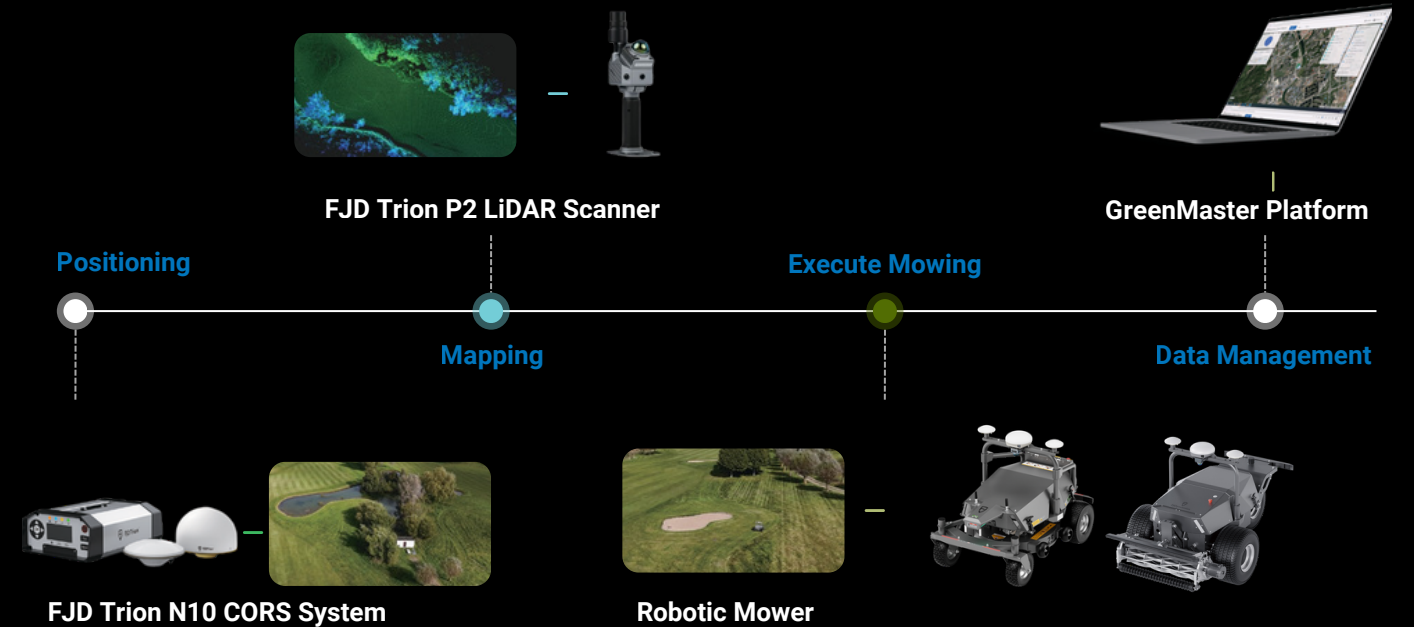 FJD Trion P2 LiDAR Scanner
GreenMaster Platform
Positioning
Execute Mowing
Mapping
Data Management
FJD Trion N10 CORS System
Robotic Mower